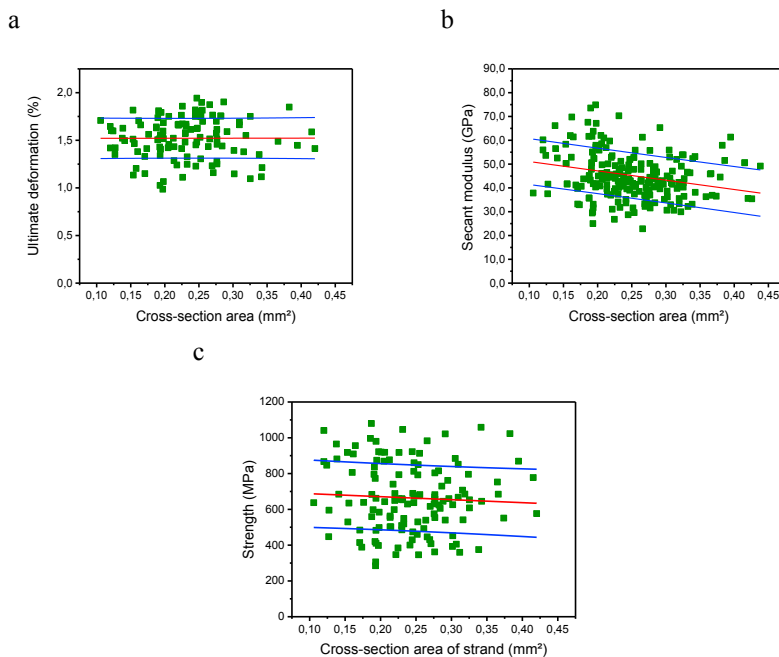 a
2,0
1,5
1,0
0,5
0,0
Ultimate deformation (%)
0,10 0,15 0,20 0,25 0,30 0,35 0,40 0,45
Cross-section area (mm²)
b
90,0
80,0
70,0
60,0
50,0
40,0
30,0
20,0
10,0
0,0
Secant modulus (GPa)
0,10 0,15 0,20 0,25 0,30 0,35 0,40 0,45
Cross-section area (mm²)
c
1200
1000
800
600
400
200
0
Strength (MPa)
0,10 0,15 0,20 0,25 0,30 0,35 0,40 0,45
Cross-section area of strand (mm²)